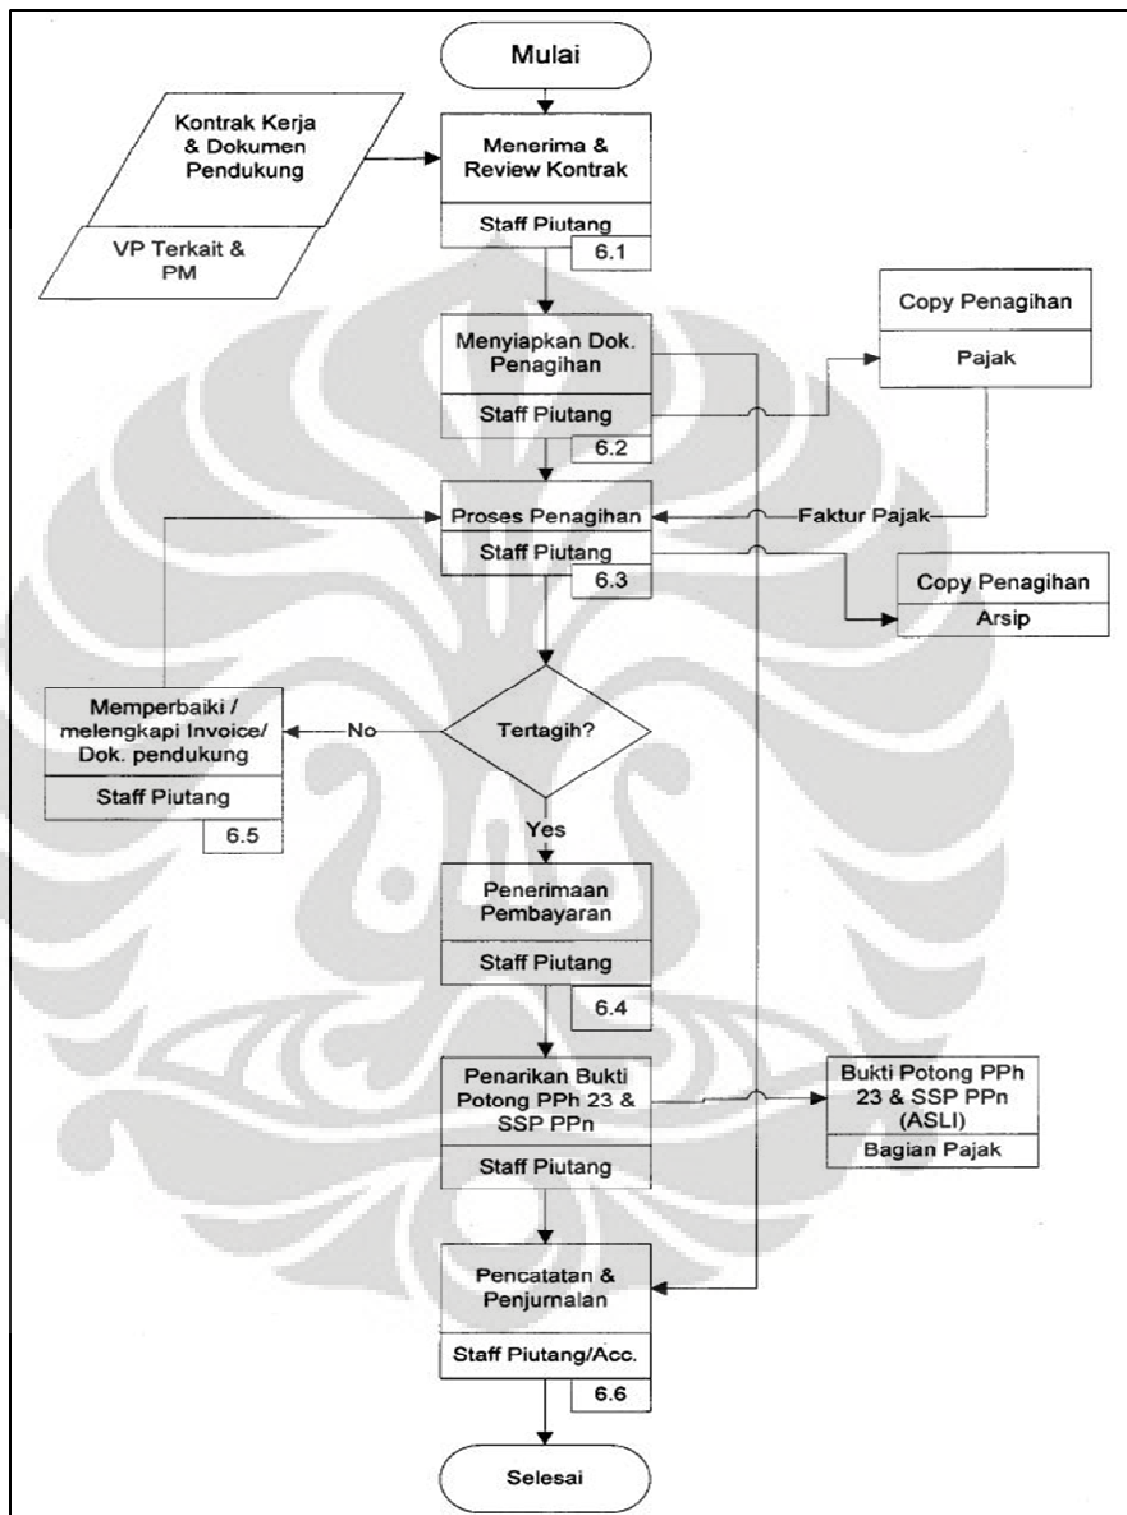 Mulai
Kontrak Kerja
& Dokumen
Pendukung
VP Terkait &
PM
Menerima &
Review Kontrak
Staff Piutang
6.1
Menyiapkan Dok.
Penagihan
Staff Piutang
6.2
Copy Penagihan
Pajak
Proses Penagihan
Staff Piutang
6.3
Faktur Pajak
Copy Penagihan
Arsip
Tertagih?
No
Memperbaiki /
melengkapi Invoice/
Dok. pendukung
Staff Piutang
6.5
Yes
Penerimaan
Pembayaran
Staff Piutang
6.4
Penarikan Bukti
Potong PPh 23 &
SSP PPn
Staff Piutang
Bukti Potong PPh
23 & SSP PPn
(ASLI)
Bagian Pajak
Pencatatan &
Penjurnalan
Staff Piutang/Acc.
6.6
Selesai